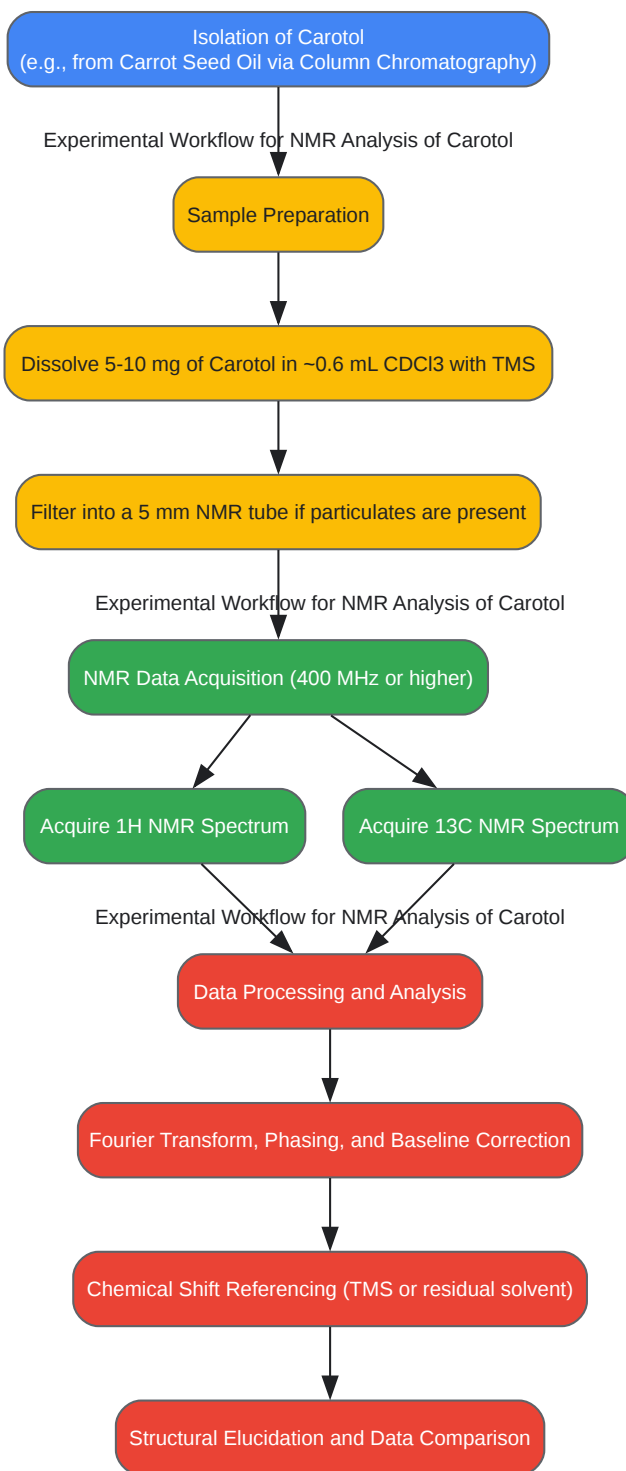 Isolation of Carotol
(e.g., from Carrot Seed Oil via Column Chromatography)
Experimental Workflow for NMR Analysis of Carotol
Sample Preparation
Dissolve 5-10 mg of Carotol in ~0.6 mL CDCl3 with TMS
Filter into a 5 mm NMR tube if particulates are present
Experimental Workflow for NMR Analysis of Carotol
NMR Data Acquisition (400 MHz or higher)
Acquire 1H NMR Spectrum
Acquire 13C NMR Spectrum
Experimental Workflow for NMR Analysis of Carotol
Data Processing and Analysis
Fourier Transform, Phasing, and Baseline Correction
Chemical Shift Referencing (TMS or residual solvent)
Structural Elucidation and Data Comparison